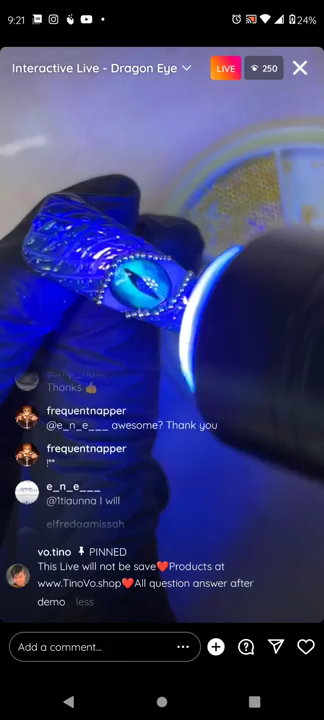 9:21
24%
Interactive Live - Dragon Eye
LIVE
250
Thanks 👍
frequentnapper
@e_n_e___ awesome? Thank you
frequentnapper
!**
e_n_e___
@1tiaunna I will
elfredaamissah
vo.tino PINNED
This Live will not be save❤️Products at
www.TinoVo.shop❤️All question answer after
demo less
Add a comment...